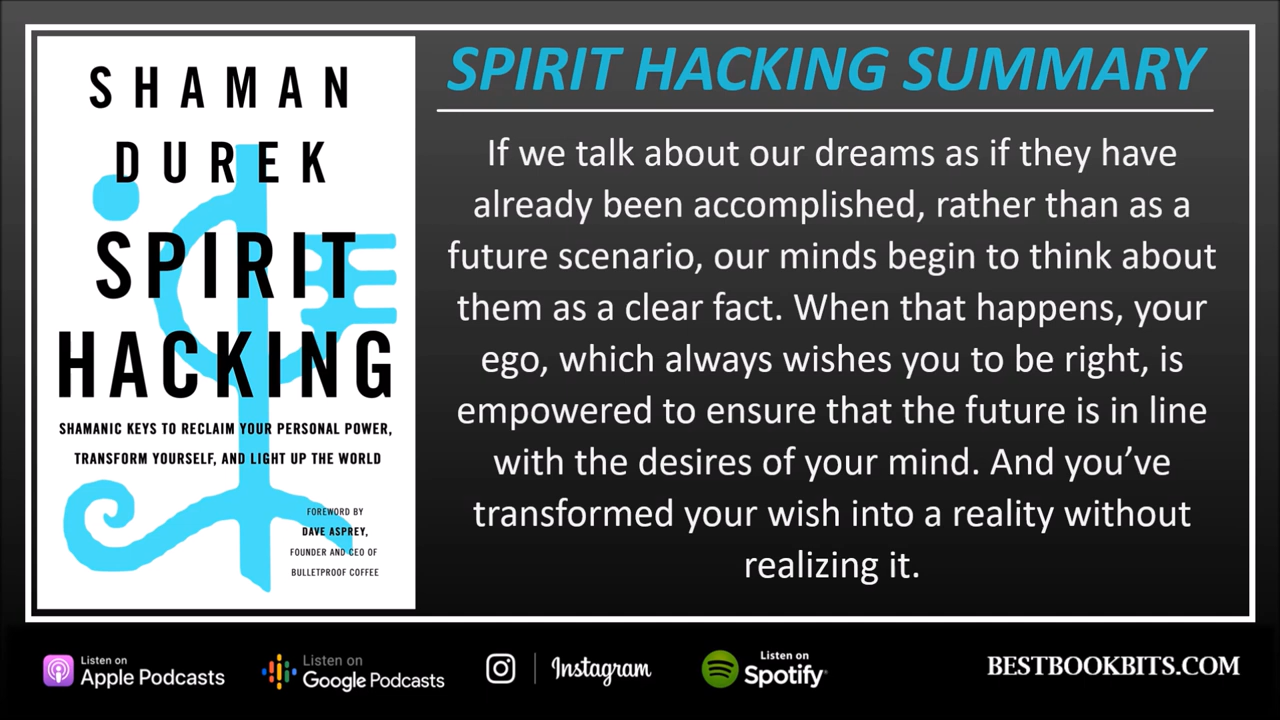 SHAMAN
DUREK
SPIRIT
HACKING
SHAMANIC KEYS TO RECLAIM YOUR PERSONAL POWER,
TRANSFORM YOURSELF, AND LIGHT UP THE WORLD
FOREWORD BY
DAVE ASPREY,
FOUNDER AND CEO OF
BULLETPROOF COFFEE
SPIRIT HACKING SUMMARY
If we talk about our dreams as if they have
already been accomplished, rather than as a
future scenario, our minds begin to think about
them as a clear fact. When that happens, your
ego, which always wishes you to be right, is
empowered to ensure that the future is in line
with the desires of your mind. And you’ve
transformed your wish into a reality without
realizing it.
Listen on
Apple Podcasts
Listen on
Google Podcasts
Instagram
Listen on
Spotify
BESTBOOKBITS.COM